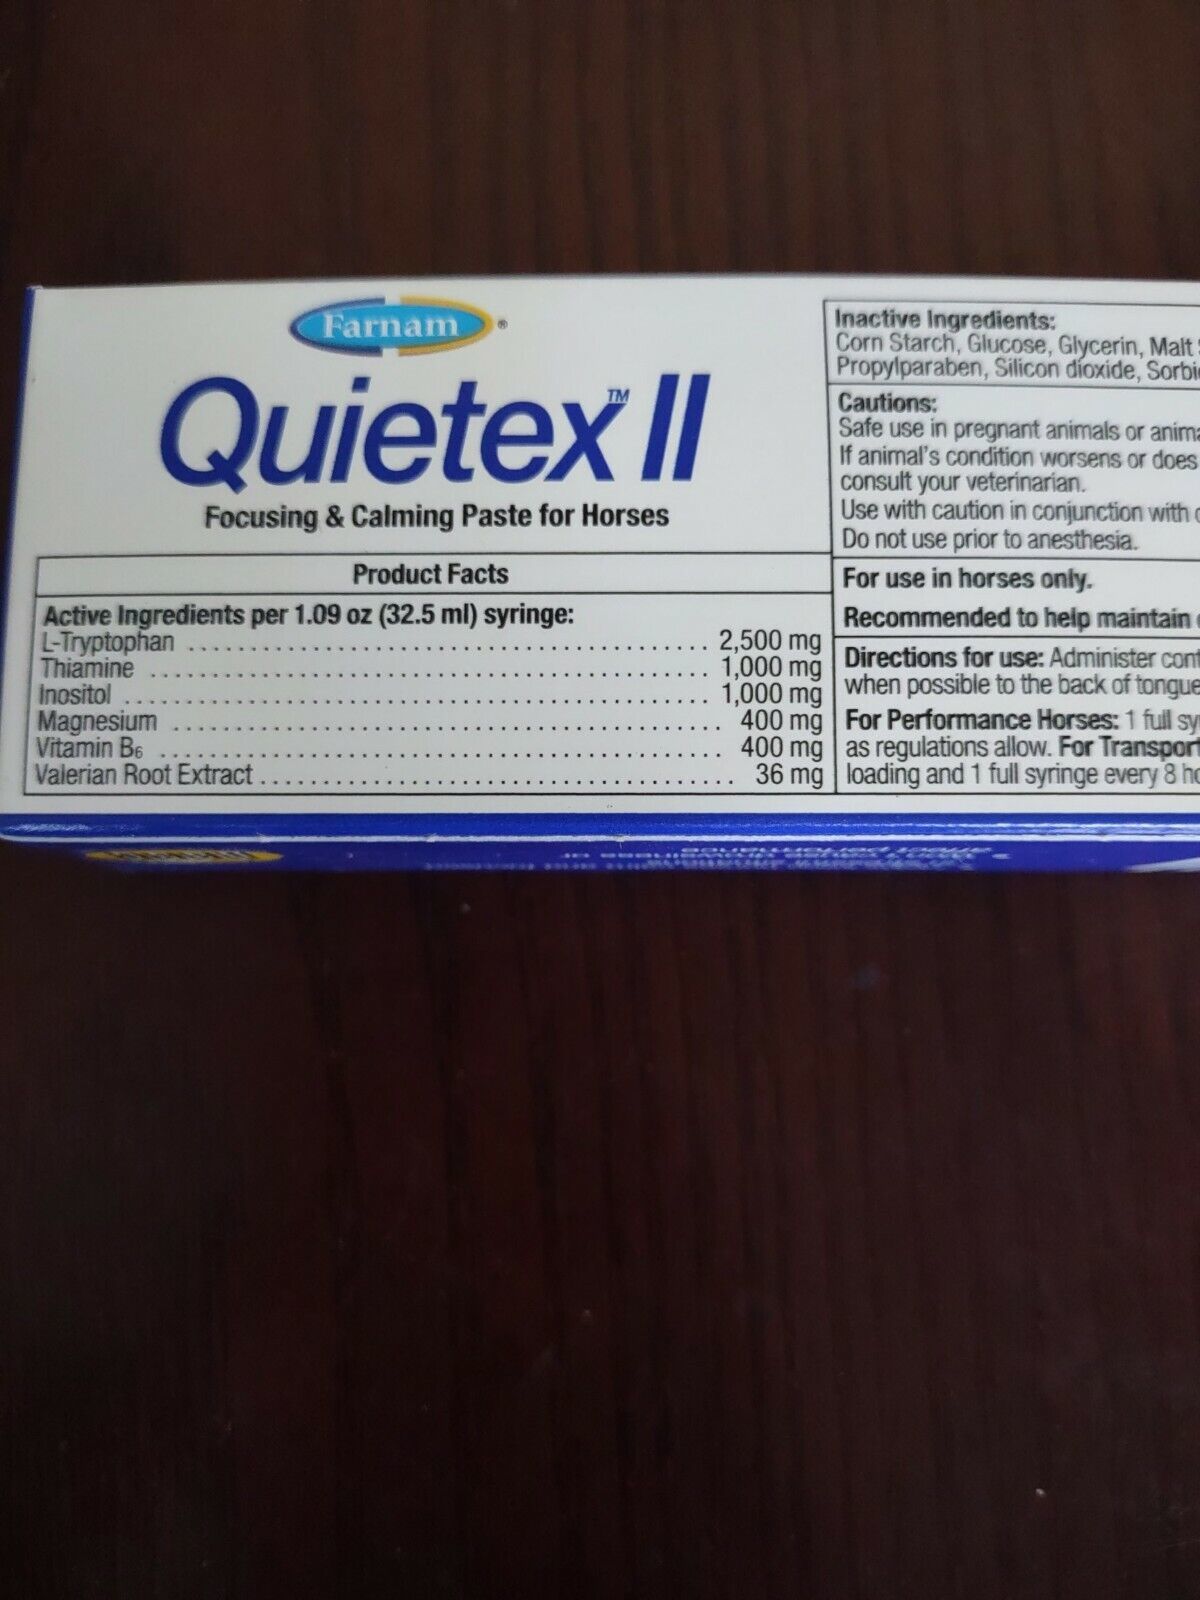 Farnam®
Quietex™ II
Focusing & Calming Paste for Horses
Product Facts
Active Ingredients per 1.09 oz (32.5 ml) syringe:
L-Tryptophan ........ 2,500 mg
Thiamine ........ 1,000 mg
Inositol ........ 1,000 mg
Magnesium ........ 400 mg
Vitamin B₆ ........ 400 mg
Valerian Root Extract ........ 36 mg
Inactive Ingredients:
Corn Starch, Glucose, Glycerin, Malt
Propylparaben, Silicon dioxide,
Cautions:
Safe use in pregnant animals or
If animal's condition worsens or does
consult your veterinarian.
Use with caution in conjunction with
Do not use prior to anesthesia.
For use in horses only.
Recommended to help maintain
Directions for use: Administer
when possible to the back of tongue
For Performance Horses: 1 full
as regulations allow. For Transport
loading and 1 full syringe every 8